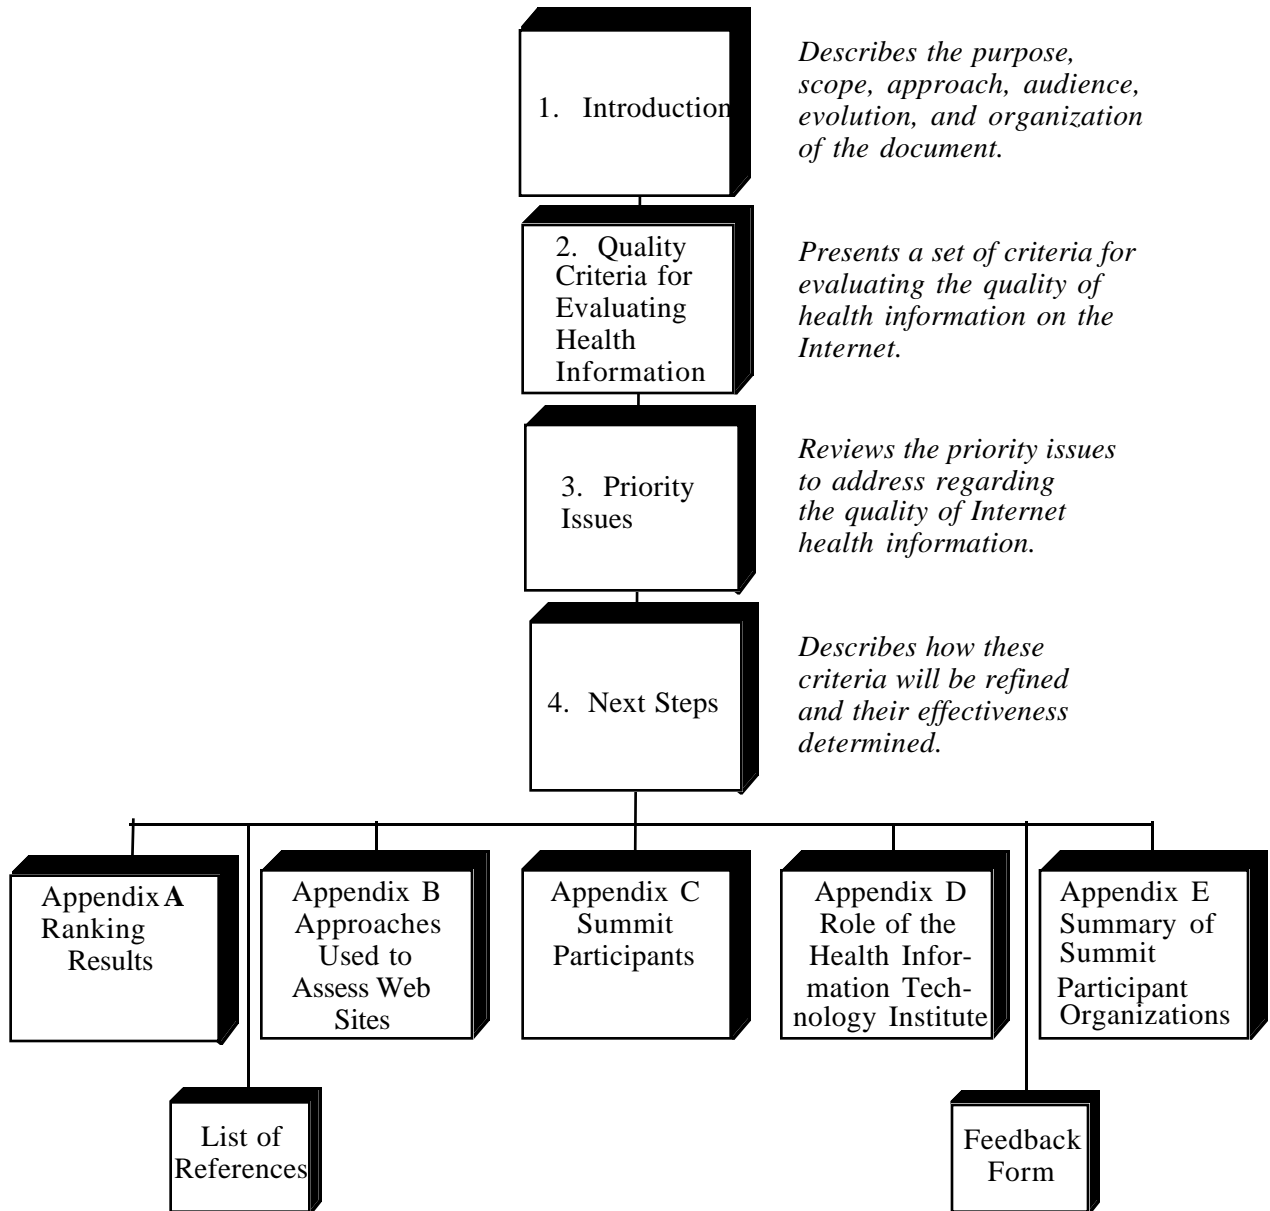 1. Introduction
Describes the purpose,
scope, approach, audience,
evolution, and organization
of the document.
2. Quality
Criteria for
Evaluating
Health
Information
Presents a set of criteria for
evaluating the quality of
health information on the
Internet.
3. Priority
Issues
Reviews the priority issues
to address regarding
the quality of Internet
health information.
4. Next Steps
Describes how these
criteria will be refined
and their effectiveness
determined.
Appendix A
Ranking
Results
Appendix B
Approaches
Used to
Assess Web
Sites
Appendix C
Summit
Participants
Appendix D
Role of the
Health Infor-
mation Tech-
nology Institute
Appendix E
Summary of
Summit
Participant
Organizations
List of
References
Feedback
Form